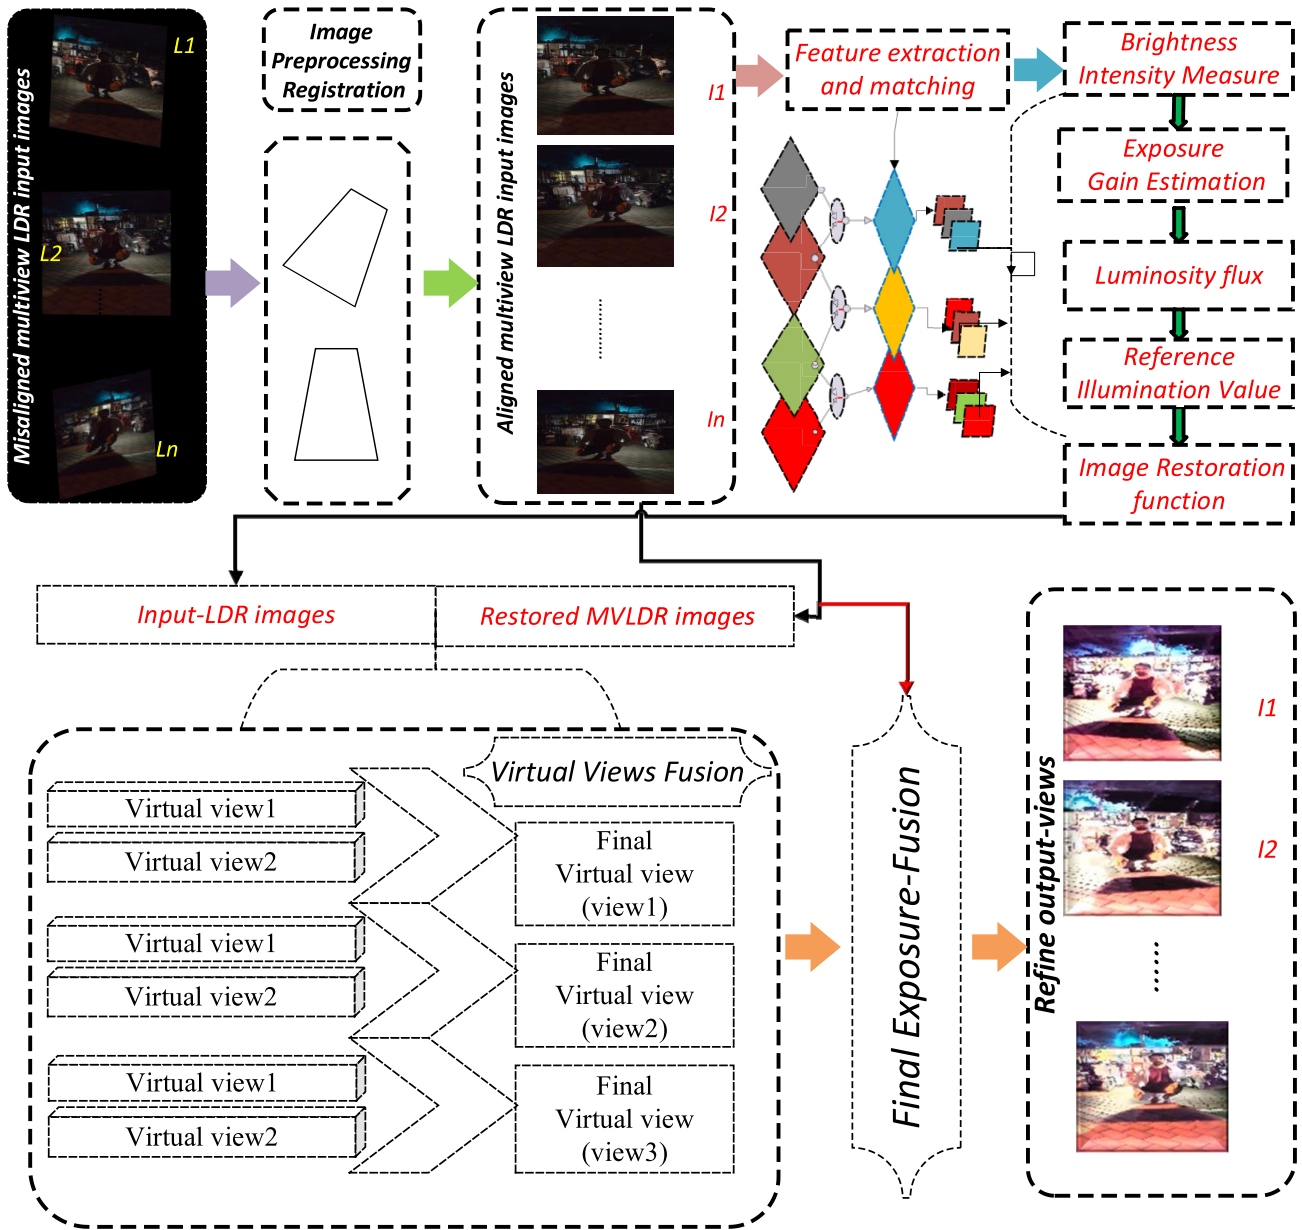 Misaligned multiview LDR input images
L1
L2
Ln
Image
Preprocessing
Registration
Aligned multiview LDR input images
I1
I2
In
Feature extraction
and matching
Brightness
Intensity Measure
Exposure
Gain Estimation
Luminosity flux
Reference
Illumination Value
Image Restoration
function
Input-LDR images
Restored MVLDR images
Virtual Views Fusion
Virtual view1
Virtual view2
Virtual view1
Virtual view2
Virtual view1
Virtual view2
Final
Virtual view
(view1)
Final
Virtual view
(view2)
Final
Virtual view
(view3)
Final Exposure-Fusion
Refine output-views
I1
I2